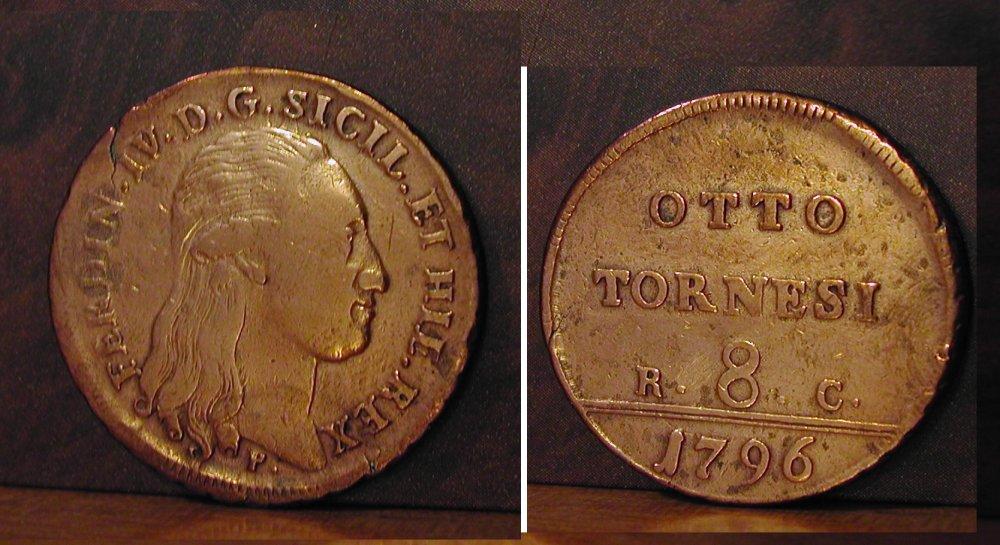 FERDIN.IV.D.G.SICIL.ET HIE.REX
P.
OTTO
TORNESI
R. 8 C.
1796